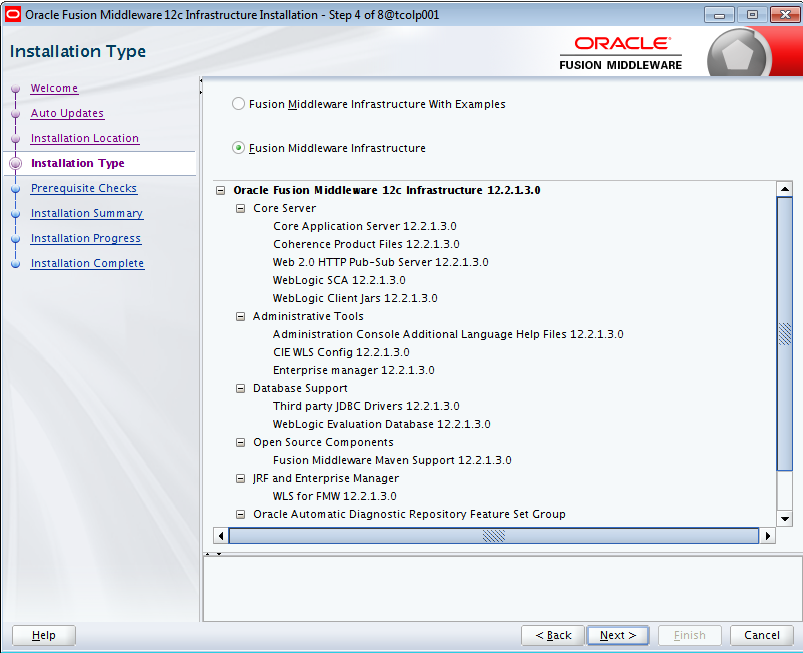 Oracle Fusion Middleware 12c Infrastructure Installation - Step 4 of 8@tcolp001
Installation Type
ORACLE
FUSION MIDDLEWARE
Welcome
Auto Updates
Installation Location
Installation Type
Prerequisite Checks
Installation Summary
Installation Progress
Installation Complete
Fusion Middleware Infrastructure With Examples
Fusion Middleware Infrastructure
Oracle Fusion Middleware 12c Infrastructure 12.2.1.3.0
Core Server
Core Application Server 12.2.1.3.0
Coherence Product Files 12.2.1.3.0
Web 2.0 HTTP Pub-Sub Server 12.2.1.3.0
WebLogic SCA 12.2.1.3.0
WebLogic Client Jars 12.2.1.3.0
Administrative Tools
Administration Console Additional Language Help Files 12.2.1.3.0
CIE WLS Config 12.2.1.3.0
Enterprise manager 12.2.1.3.0
Database Support
Third party JDBC Drivers 12.2.1.3.0
WebLogic Evaluation Database 12.2.1.3.0
Open Source Components
Fusion Middleware Maven Support 12.2.1.3.0
JRF and Enterprise Manager
WLS for FMW 12.2.1.3.0
Oracle Automatic Diagnostic Repository Feature Set Group
Help
< Back
Next >
Finish
Cancel